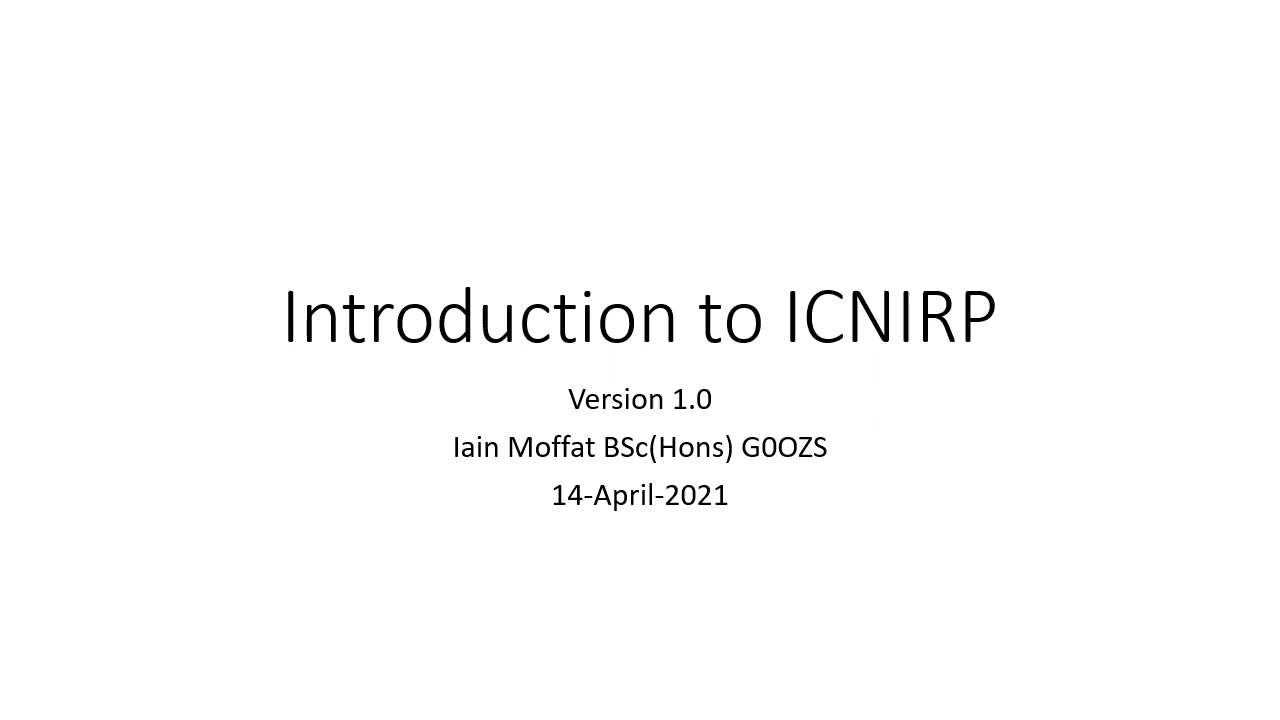 Introduction to ICNIRP
Version 1.0
Iain Moffat BSc(Hons) G0OZS
14-April-2021